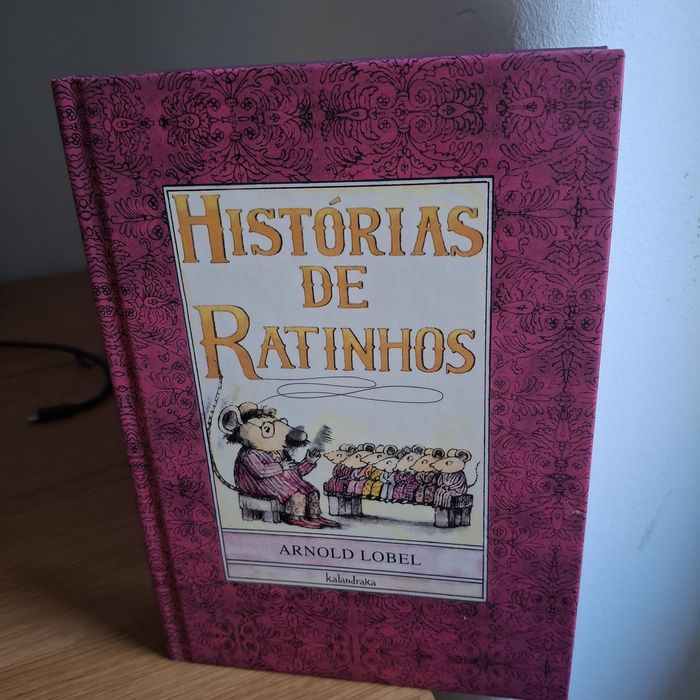 HISTÓRIAS
DE
RATINHOS
ARNOLD LOBEL
kalandraka